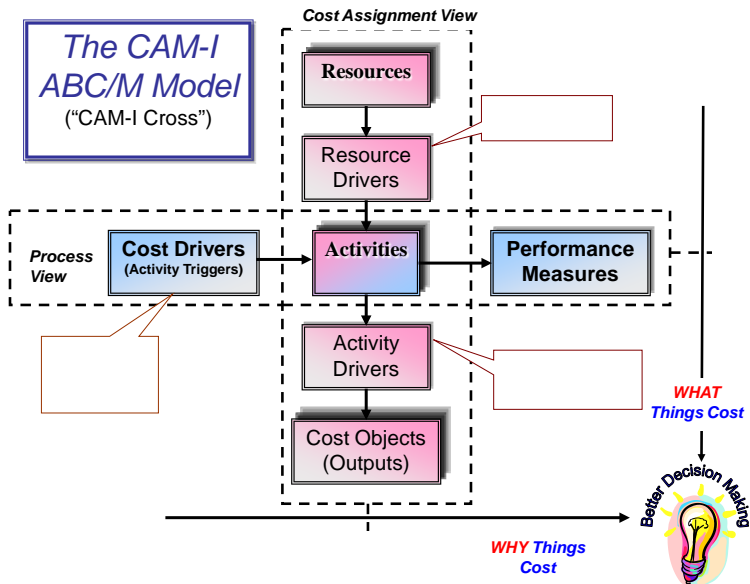 Cost Assignment View
The CAM-I
ABC/M Model
(“CAM-I Cross”)
Resources
Resource
Drivers
Process
View
Cost Drivers
(Activity Triggers)
Activities
Performance
Measures
Activity
Drivers
Cost Objects
(Outputs)
WHAT
Things Cost
WHY Things
Cost
Better Decision Making